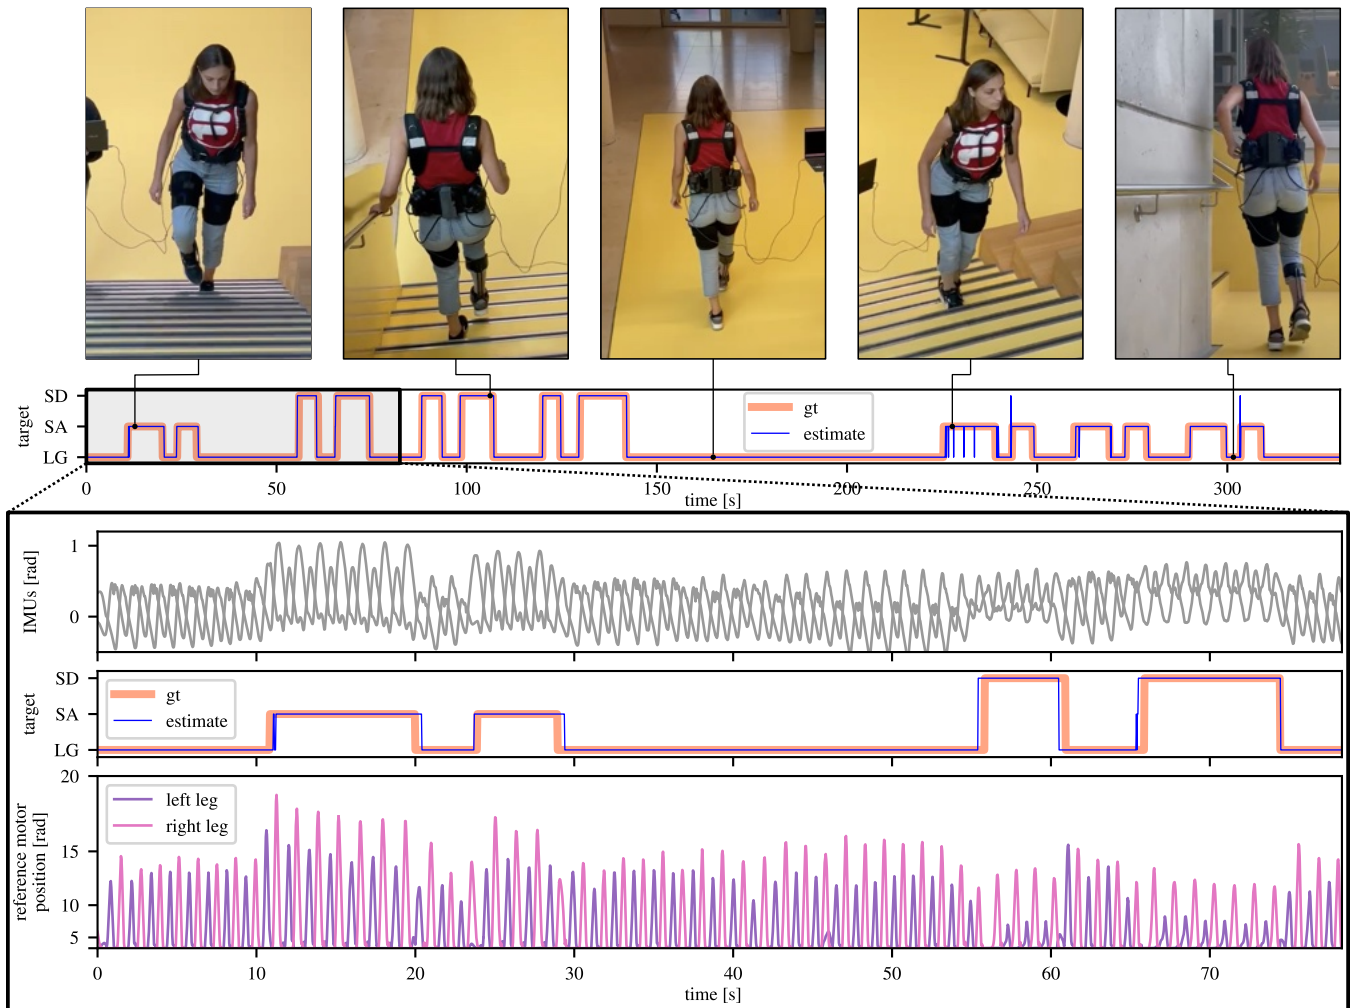 SD
SA
LG
target
gt
estimate
0
50
100
150
200
250
300
time [s]
1
0
IMUs [rad]
SD
SA
LG
target
gt
estimate
20
15
10
5
reference motor
position [rad]
left leg
right leg
0
10
20
30
40
50
60
70
time [s]